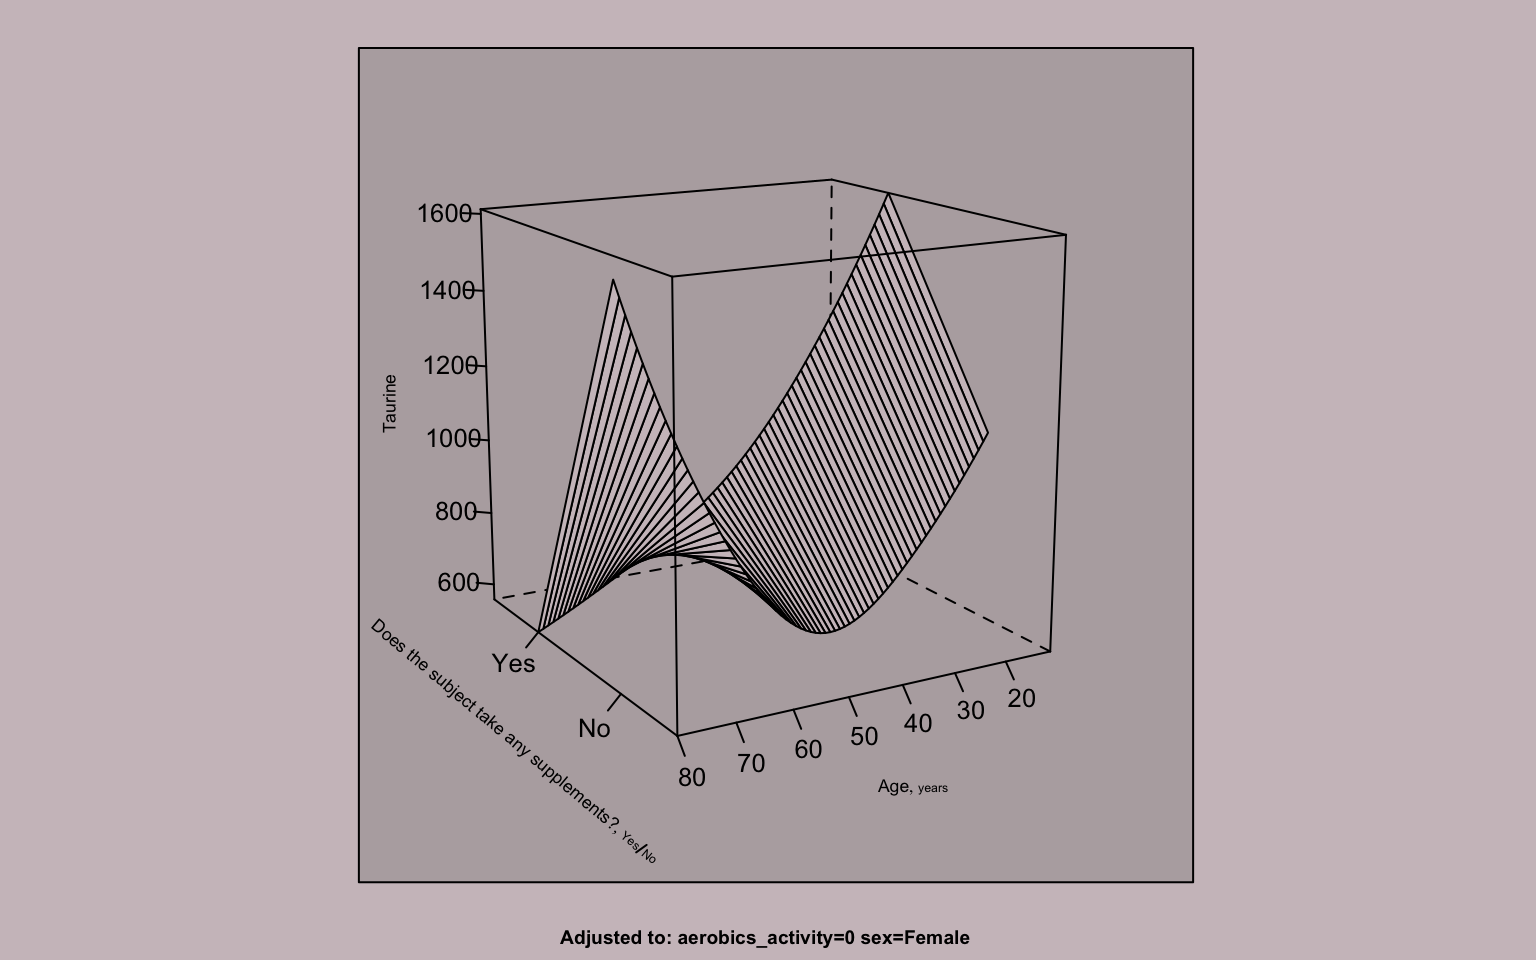 1600
1400
1200
1000
800
600
Taurine
Yes
No
Does the subject take any supplements?, Yes/No
80
70
60
50
40
30
20
Age, years
Adjusted to: aerobics_activity=0 sex=Female